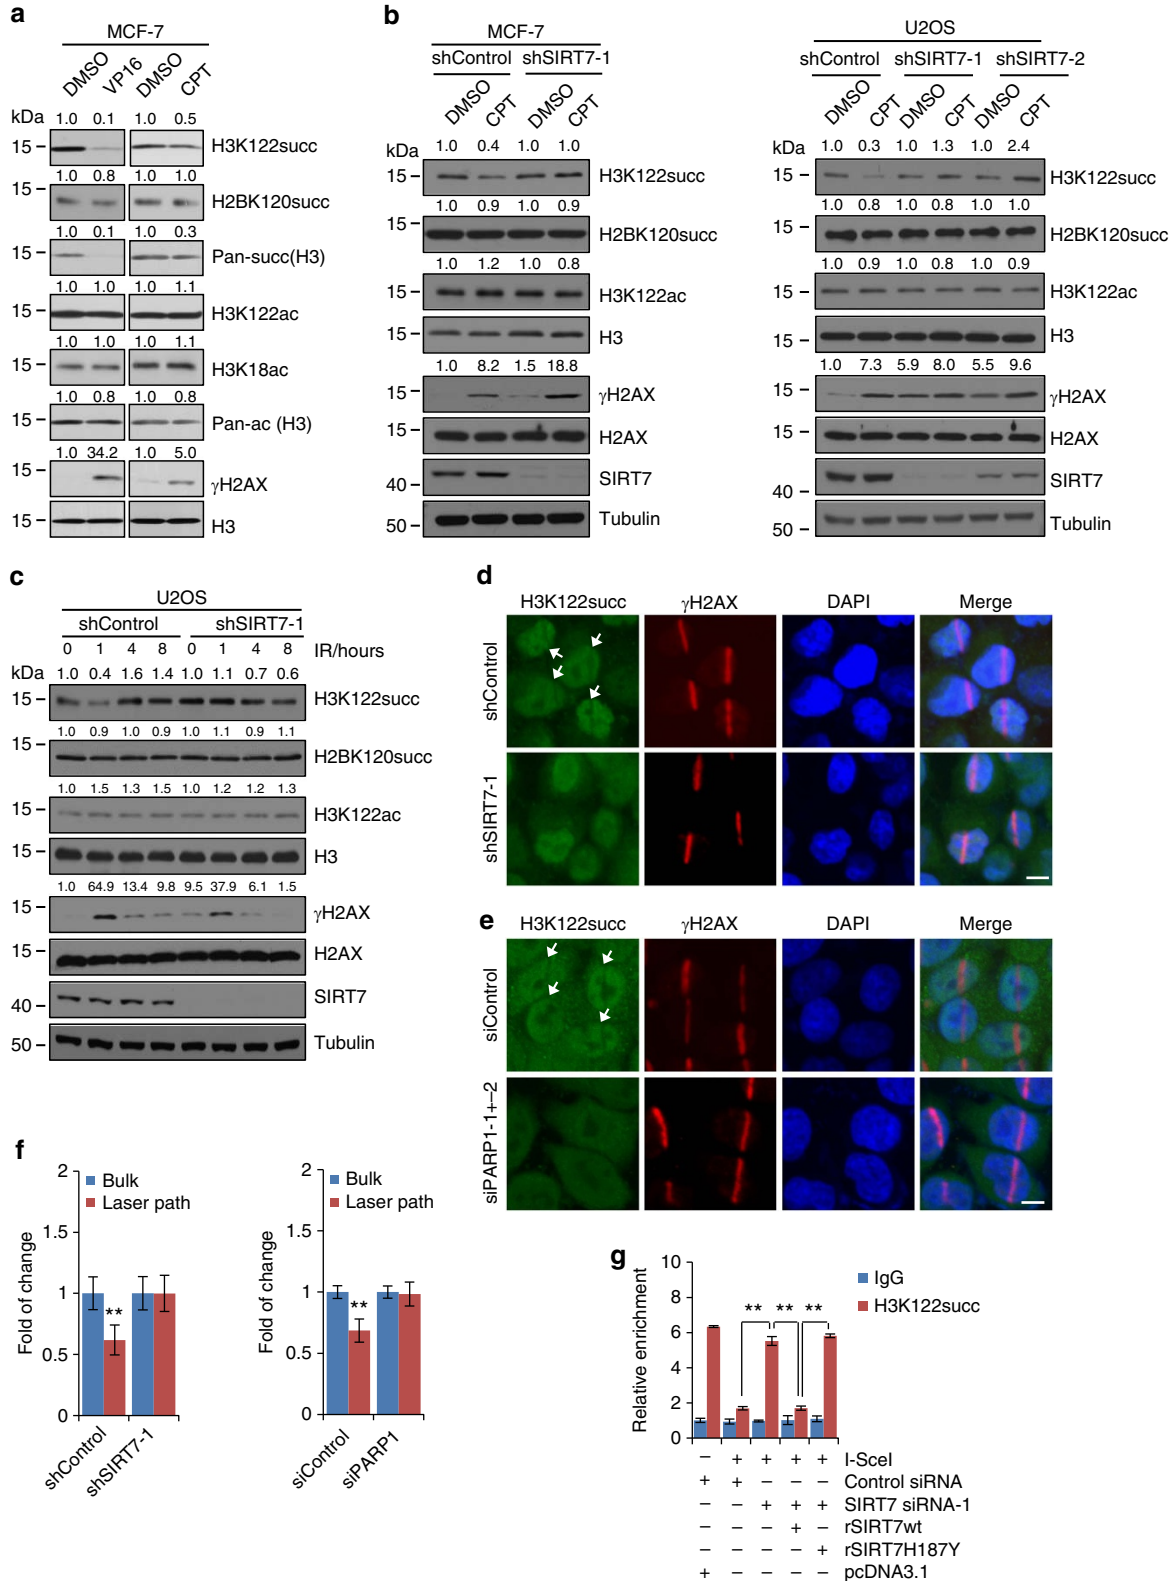 a
MCF-7
DMSO VP16 DMSO CPT
kDa 1.0 0.1 1.0 0.5
15 H3K122succ
1.0 0.8 1.0 1.0
15 H2BK120succ
1.0 0.1 1.0 0.3
15 Pan-succ(H3)
1.0 1.0 1.0 1.1
15 H3K122ac
1.0 1.0 1.0 1.1
15 H3K18ac
1.0 0.8 1.0 0.8
15 Pan-ac (H3)
1.0 34.2 1.0 5.0
15 γH2AX
15 H3
b
MCF-7
shControl shSIRT7-1
DMSO CPT DMSO CPT
kDa 1.0 0.4 1.0 1.0
15 H3K122succ
1.0 0.9 1.0 0.9
15 H2BK120succ
1.0 1.2 1.0 0.8
15 H3K122ac
15 H3
1.0 8.2 1.5 18.8
15 γH2AX
15 H2AX
40 SIRT7
50 Tubulin
U2OS
shControl shSIRT7-1 shSIRT7-2
DMSO CPT DMSO CPT DMSO CPT
kDa 1.0 0.3 1.0 1.3 1.0 2.4
15 H3K122succ
1.0 0.8 1.0 0.8 1.0 1.0
15 H2BK120succ
1.0 0.9 1.0 0.8 1.0 0.9
15 H3K122ac
15 H3
1.0 7.3 5.9 8.0 5.5 9.6
15 γH2AX
15 H2AX
40 SIRT7
50 Tubulin
c
U2OS
shControl shSIRT7-1
0 1 4 8 0 1 4 8 IR/hours
kDa 1.0 0.4 1.6 1.4 1.0 1.1 0.7 0.6
15 H3K122succ
1.0 0.9 1.0 0.9 1.0 1.1 0.9 1.1
15 H2BK120succ
1.0 1.5 1.3 1.5 1.0 1.2 1.2 1.3
15 H3K122ac
15 H3
1.0 64.9 13.4 9.8 9.5 37.9 6.1 1.5
15 γH2AX
15 H2AX
40 SIRT7
50 Tubulin
d
H3K122succ γH2AX DAPI Merge
shControl
shSIRT7-1
e
H3K122succ γH2AX DAPI Merge
siControl
siPARP1-1+–2
f
Fold of change
2
1.5
1
0.5
0
Bulk
Laser path
**
shControl
shSIRT7-1
Fold of change
2
1.5
1
0.5
0
Bulk
Laser path
**
siControl
siPARP1
g
Relative enrichment
10
8
6
4
2
0
IgG
H3K122succ
** ** **
– + + + + I-SceI
+ + – – – Control siRNA
– – + + + SIRT7 siRNA-1
– – – + – rSIRT7wt
– – – – + rSIRT7H187Y
+ – – – – pcDNA3.1